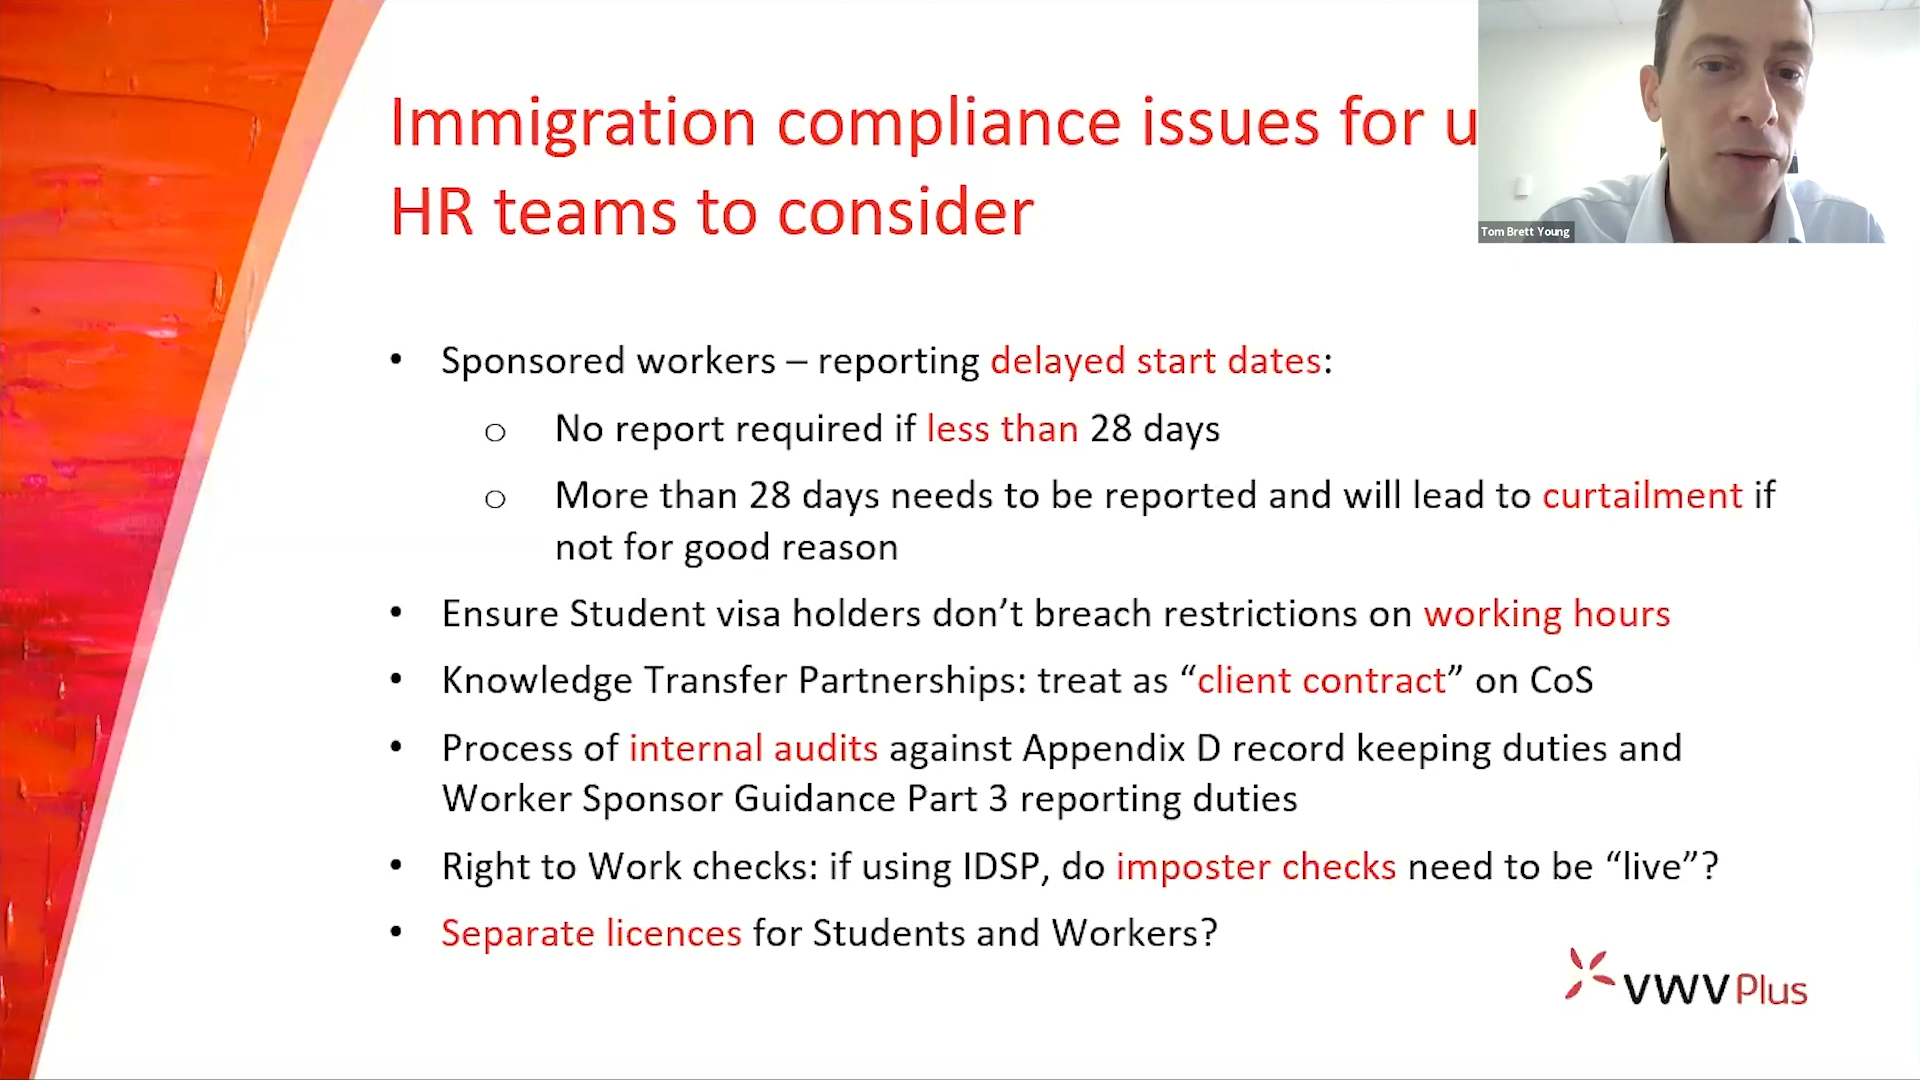 Immigration compliance issues for u
HR teams to consider
Tom Brett Young
• Sponsored workers – reporting delayed start dates:
o No report required if less than 28 days
o More than 28 days needs to be reported and will lead to curtailment if
not for good reason
• Ensure Student visa holders don’t breach restrictions on working hours
• Knowledge Transfer Partnerships: treat as “client contract” on CoS
• Process of internal audits against Appendix D record keeping duties and
Worker Sponsor Guidance Part 3 reporting duties
• Right to Work checks: if using IDSP, do imposter checks need to be “live”?
• Separate licences for Students and Workers?
VWV Plus